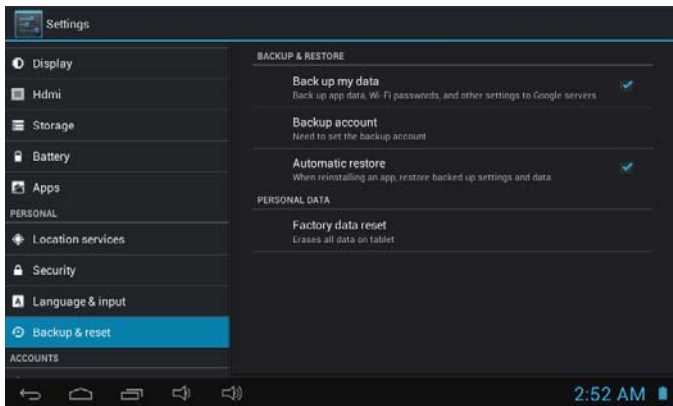 Settings
Display
Hdmi
Storage
Battery
Apps
PERSONAL
Location services
Security
Language & input
Backup & reset
ACCOUNTS
BACKUP & RESTORE
Back up my data
Back up app data, Wi-Fi passwords, and other settings to Google servers
Backup account
Need to set the backup account
Automatic restore
When reinstalling an app, restore backed up settings and data
PERSONAL DATA
Factory data reset
Erases all data on tablet
2:52 AM